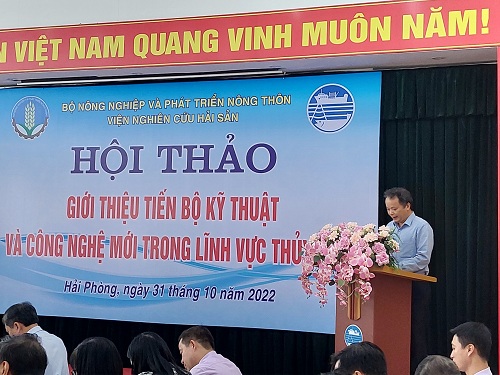 VIỆT NAM QUANG VINH MUÔN NĂM!
BỘ NÔNG NGHIỆP VÀ PHÁT TRIỂN NÔNG THÔN
VIỆN NGHIÊN CỨU HẢI SẢN
HỘI THẢO
GIỚI THIỆU TIẾN BỘ KỸ THUẬT
VÀ CÔNG NGHỆ MỚI TRONG LĨNH VỰC
Hải Phòng, ngày 31 tháng 10 năm 2022